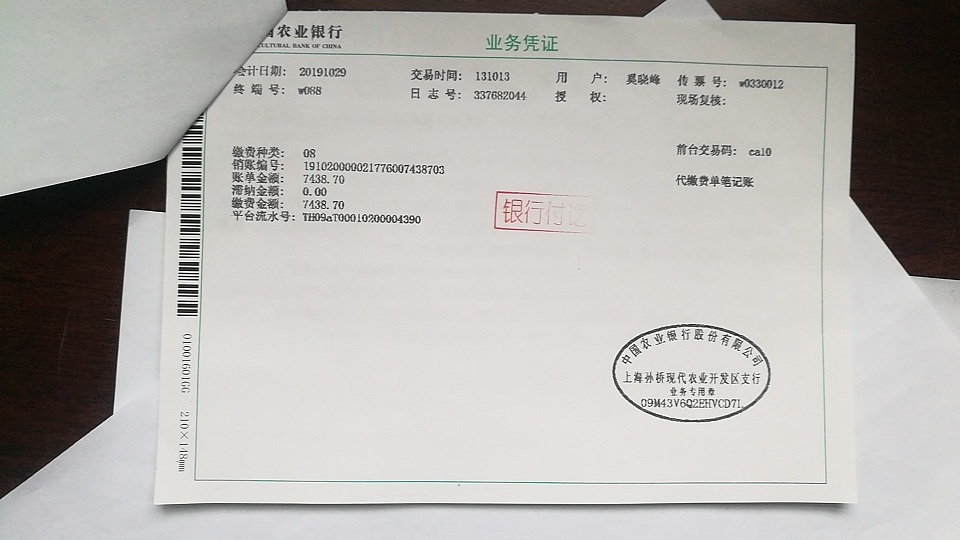 国农业银行
CULTURAL BANK OF CHINA
业务凭证
会计日期： 20191029 交易时间： 131013 用 户： 奚晓峰 传 票 号： w0330012
终 端 号： w088 日 志 号： 337682044 授 权： 现场复核：
缴费种类： 08 前台交易码： ca10
销账编号： 191020000021776007438703
账单金额： 7438.70 代缴费单笔记账
滞纳金额： 0.00
缴费金额： 7438.70
平台流水号： TH09aT00010200004390
银行付讫
中国农业银行股份有限公司
上海孙桥现代农业开发区支行
业务专用章
09M43V6Q2EHVCD7L
0100160166 210×148mm